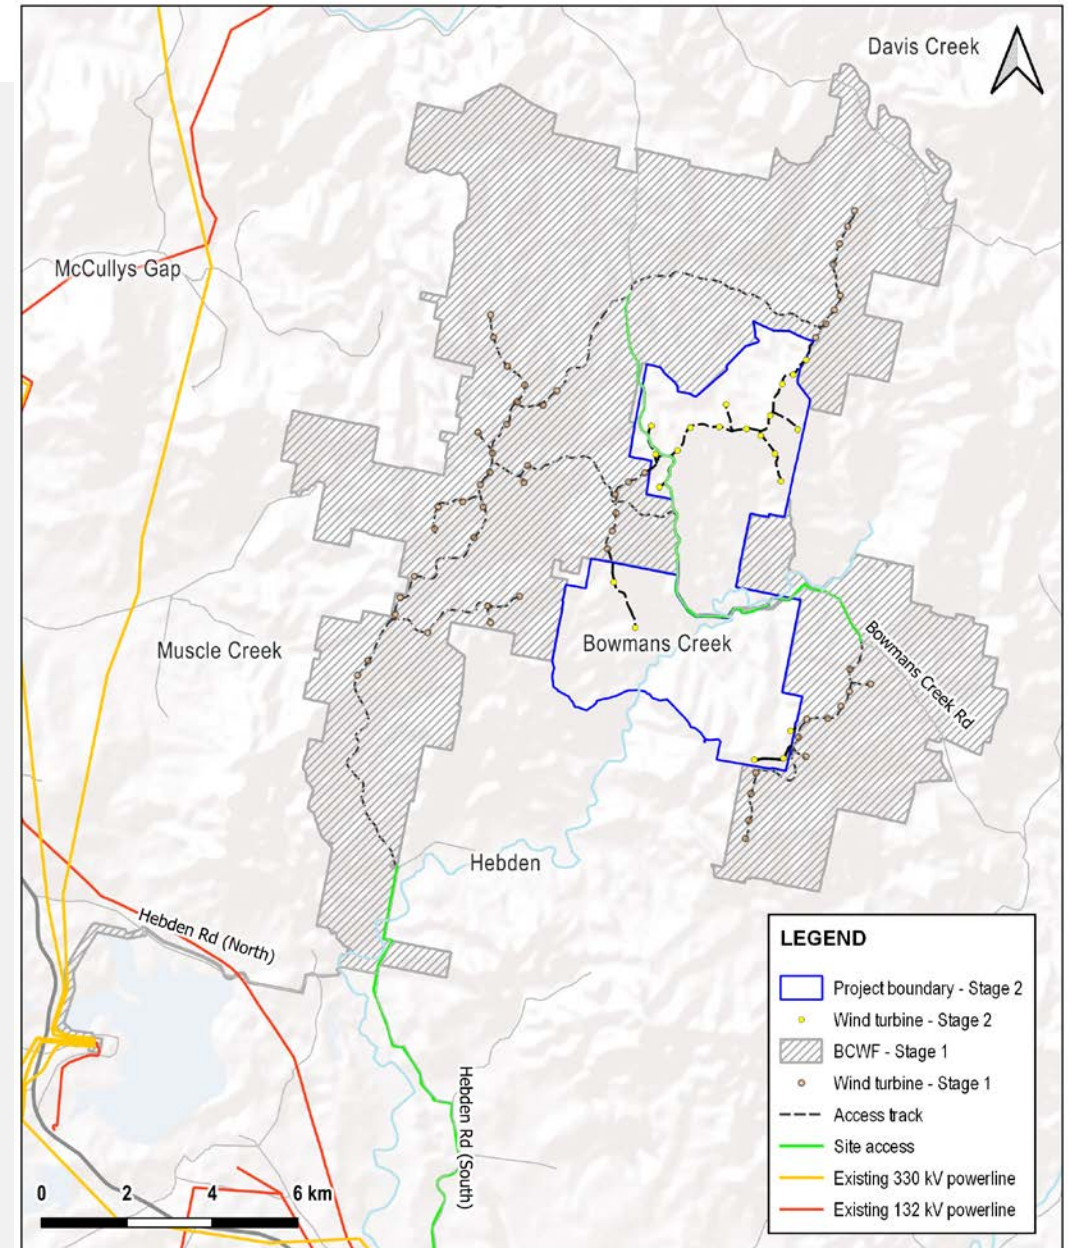 Davis Creek
McCullys Gap
Muscle Creek
Bowmans Creek
Bowmans Creek Rd
Hebden
Hebden Rd (North)
Hebden Rd (South)
LEGEND
Project boundary - Stage 2
Wind turbine - Stage 2
BCWF - Stage 1
Wind turbine - Stage 1
Access track
Site access
Existing 330 kV powerline
Existing 132 kV powerline
0 2 4 6 km